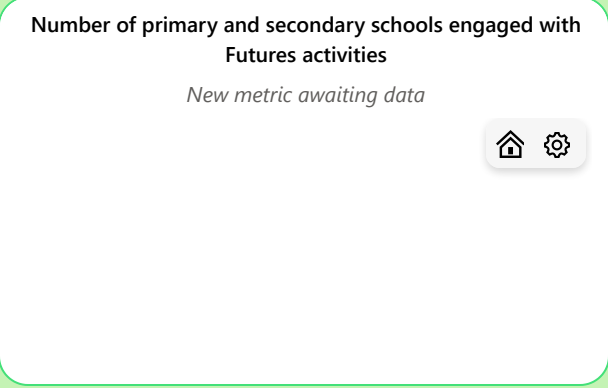 Number of primary and secondary schools engaged with
Futures activities
New metric awaiting data